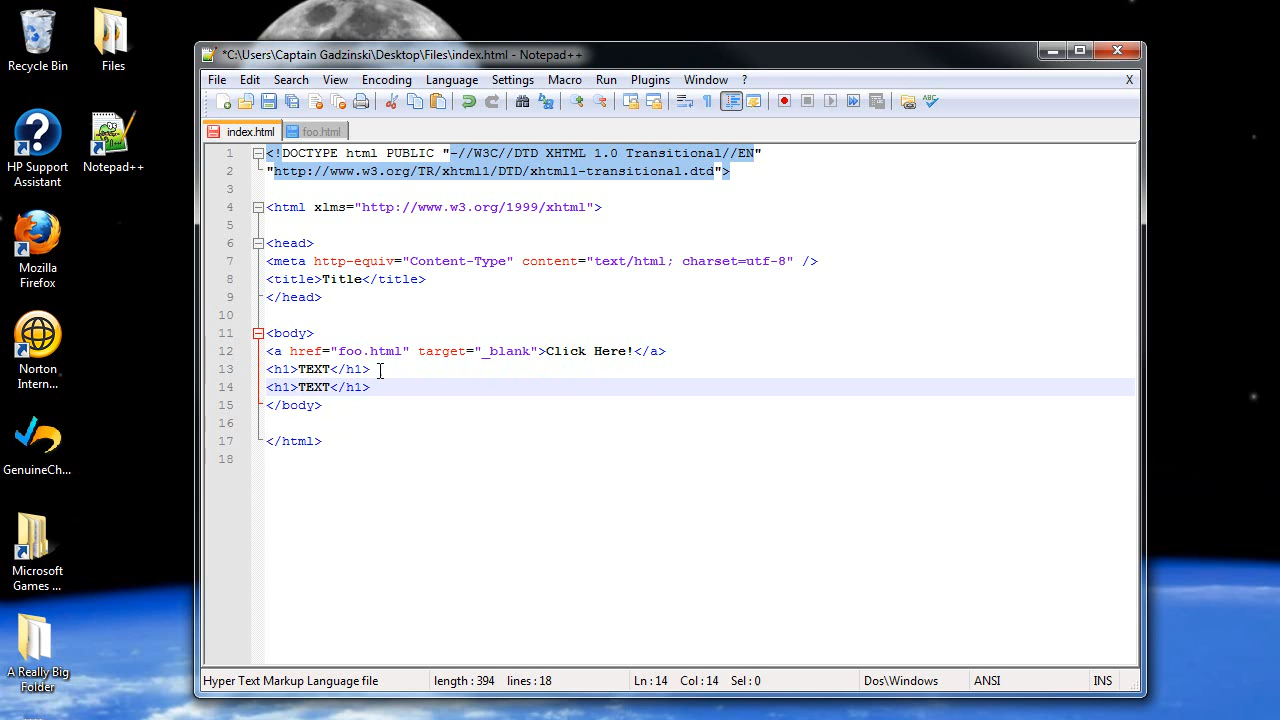 Recycle Bin
Files
HP Support
Assistant
Notepad++
Mozilla
Firefox
Norton
Intern...
GenuineCh...
Microsoft
Games ...
A Really Big
Folder
*C:\Users\Captain Gadzinski\Desktop\Files\index.html - Notepad++
File Edit Search View Encoding Language Settings Macro Run Plugins Window ? X
index.html foo.html
1 <!DOCTYPE html PUBLIC "-//W3C//DTD XHTML 1.0 Transitional//EN"
2 "http://www.w3.org/TR/xhtml1/DTD/xhtml1-transitional.dtd">
3
4 <html xlms="http://www.w3.org/1999/xhtml">
5
6 <head>
7 <meta http-equiv="Content-Type" content="text/html; charset=utf-8" />
8 <title>Title</title>
9 </head>
10
11 <body>
12 <a href="foo.html" target="_blank">Click Here!</a>
13 <h1>TEXT</h1>
14 <h1>TEXT</h1>
15 </body>
16
17 </html>
18
Hyper Text Markup Language file length : 394 lines : 18 Ln : 14 Col : 14 Sel : 0 Dos\Windows ANSI INS